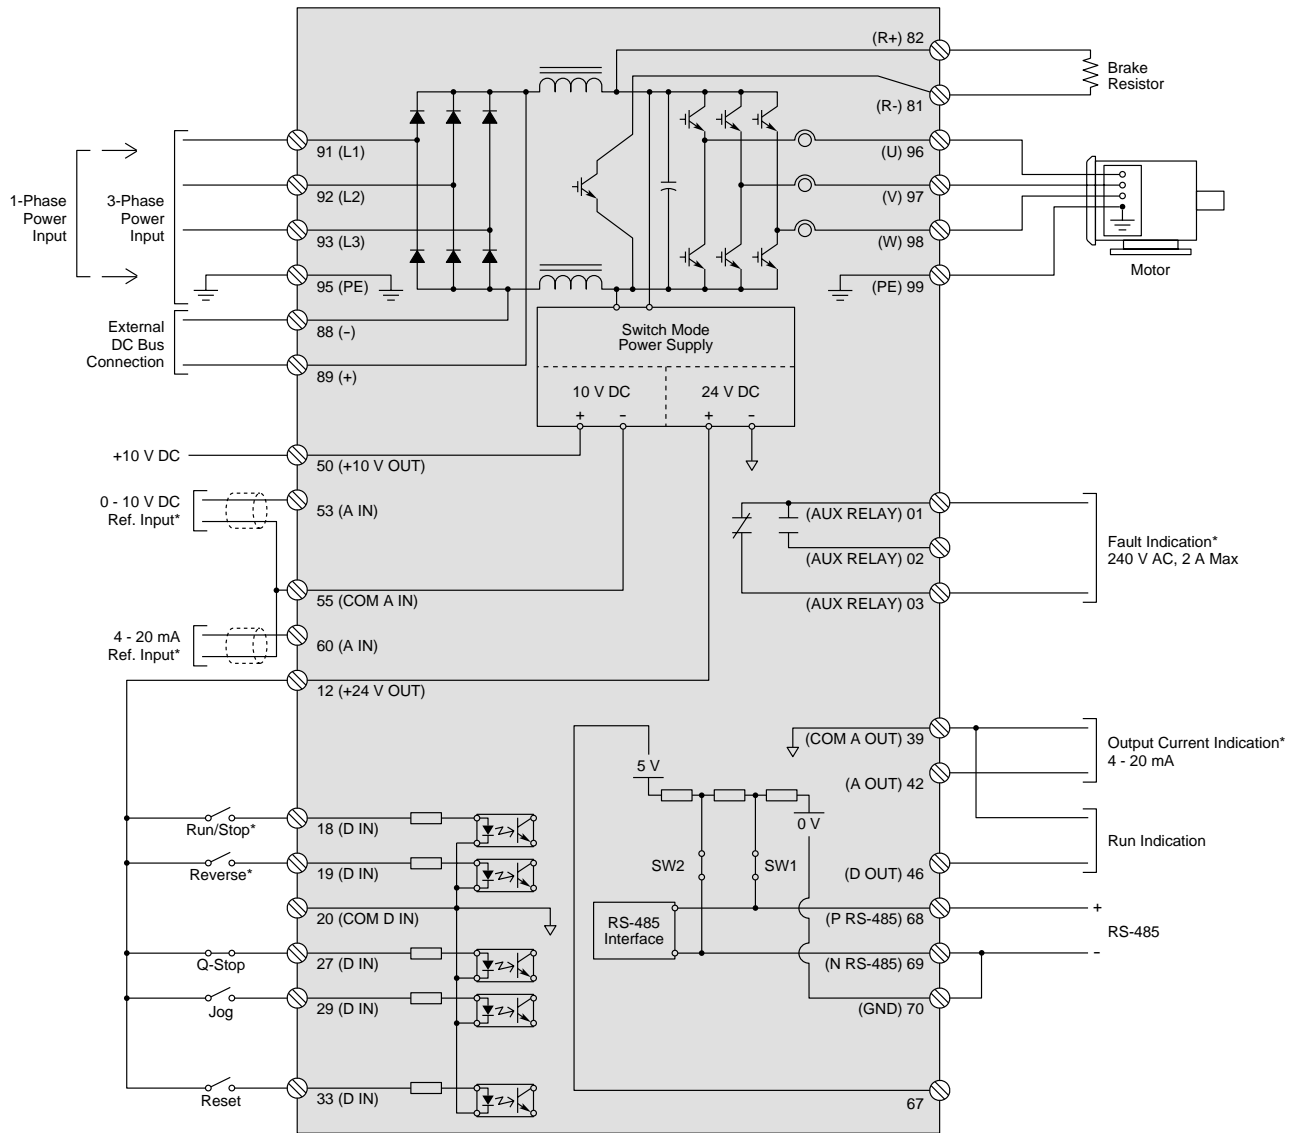 (R+) 82
Brake
Resistor
(R-) 81
91 (L1)
(U) 96
1-Phase
Power
Input
3-Phase
Power
Input
92 (L2)
(V) 97
93 (L3)
(W) 98
95 (PE)
(PE) 99
Motor
External
DC Bus
Connection
88 (-)
89 (+)
Switch Mode
Power Supply
10 V DC
24 V DC
+ - + -
+10 V DC
50 (+10 V OUT)
0 - 10 V DC
Ref. Input*
53 (A IN)
(AUX RELAY) 01
(AUX RELAY) 02
(AUX RELAY) 03
Fault Indication*
240 V AC, 2 A Max
55 (COM A IN)
4 - 20 mA
Ref. Input*
60 (A IN)
12 (+24 V OUT)
(COM A OUT) 39
Output Current Indication*
4 - 20 mA
(A OUT) 42
5 V
0 V
Run/Stop*
18 (D IN)
Run Indication
Reverse*
19 (D IN)
SW2
SW1
(D OUT) 46
20 (COM D IN)
RS-485
Interface
(P RS-485) 68
+
RS-485
-
Q-Stop
27 (D IN)
(N RS-485) 69
Jog
29 (D IN)
(GND) 70
Reset
33 (D IN)
67